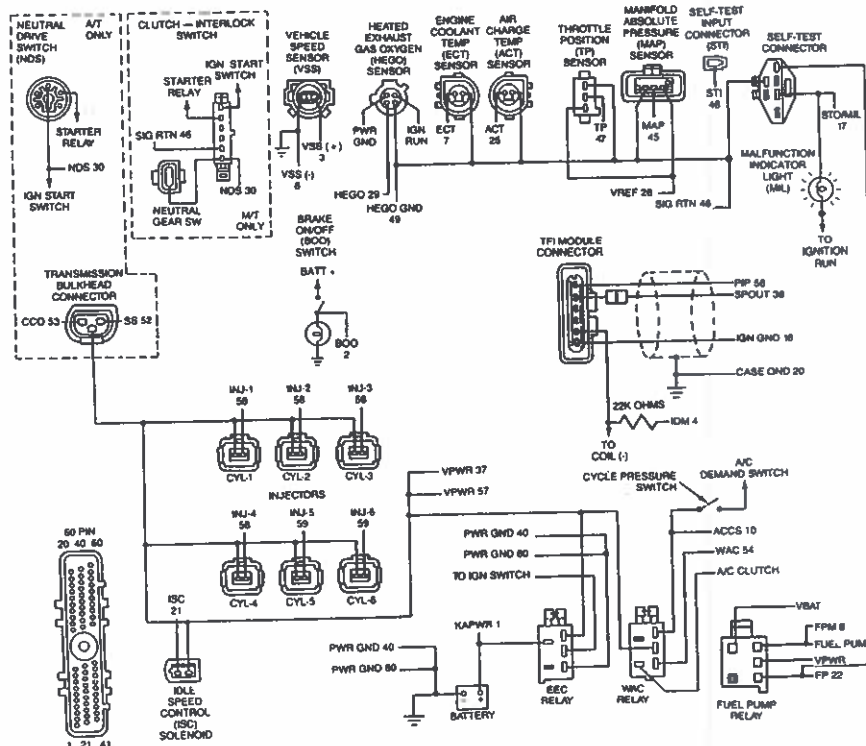 NEUTRAL
DRIVE
SWITCH
(NDS)
A/T
ONLY
STARTER
RELAY
NDS 30
IGN START
SWITCH
CLUTCH — INTERLOCK
SWITCH
IGN START
SWITCH
STARTER
RELAY
SIG RTN 46
NDS 30
NEUTRAL
GEAR SW
M/T
ONLY
VEHICLE
SPEED
SENSOR
(VSS)
VSS (+)
3
VSS (-)
6
HEATED
EXHAUST
GAS OXYGEN
(HEGO)
SENSOR
PWR
GND
IGN
RUN
HEGO 29
HEGO GND
49
ENGINE
COOLANT
TEMP
(ECT)
SENSOR
ECT
7
AIR
CHARGE
TEMP
(ACT)
SENSOR
ACT
25
THROTTLE
POSITION
(TP)
SENSOR
TP
47
MANIFOLD
ABSOLUTE
PRESSURE
(MAP)
SENSOR
MAP
45
VREF 26
SIG RTN 46
SELF-TEST
INPUT
CONNECTOR
(STI)
STI
48
SELF-TEST
CONNECTOR
STO/MIL
17
MALFUNCTION
INDICATOR
LIGHT
(MIL)
TO
IGNITION
RUN
TRANSMISSION
BULKHEAD
CONNECTOR
CCO 53
SS 52
BRAKE
ON/OFF
(BOO)
SWITCH
BATT +
BOO
2
TFI MODULE
CONNECTOR
PIP 56
SPOUT 36
IGN GND 16
CASE GND 20
22K OHMS
IDM 4
TO
COIL (-)
INJ-1
58
INJ-2
58
INJ-3
58
CYL-1
CYL-2
CYL-3
INJECTORS
INJ-4
58
INJ-5
59
INJ-6
59
CYL-4
CYL-5
CYL-6
VPWR 37
VPWR 57
CYCLE PRESSURE
SWITCH
A/C
DEMAND SWITCH
ACCS 10
WAC 54
A/C CLUTCH
PWR GND 40
PWR GND 60
TO IGN SWITCH
KAPWR 1
PWR GND 40
PWR GND 60
BATTERY
EEC
RELAY
WAC
RELAY
VBAT
FPM 8
FUEL PUMP
VPWR
FP 22
FUEL PUMP
RELAY
60 PIN
20 40 60
1 21 41
ISC
21
IDLE
SPEED
CONTROL
(ISC)
SOLENOID